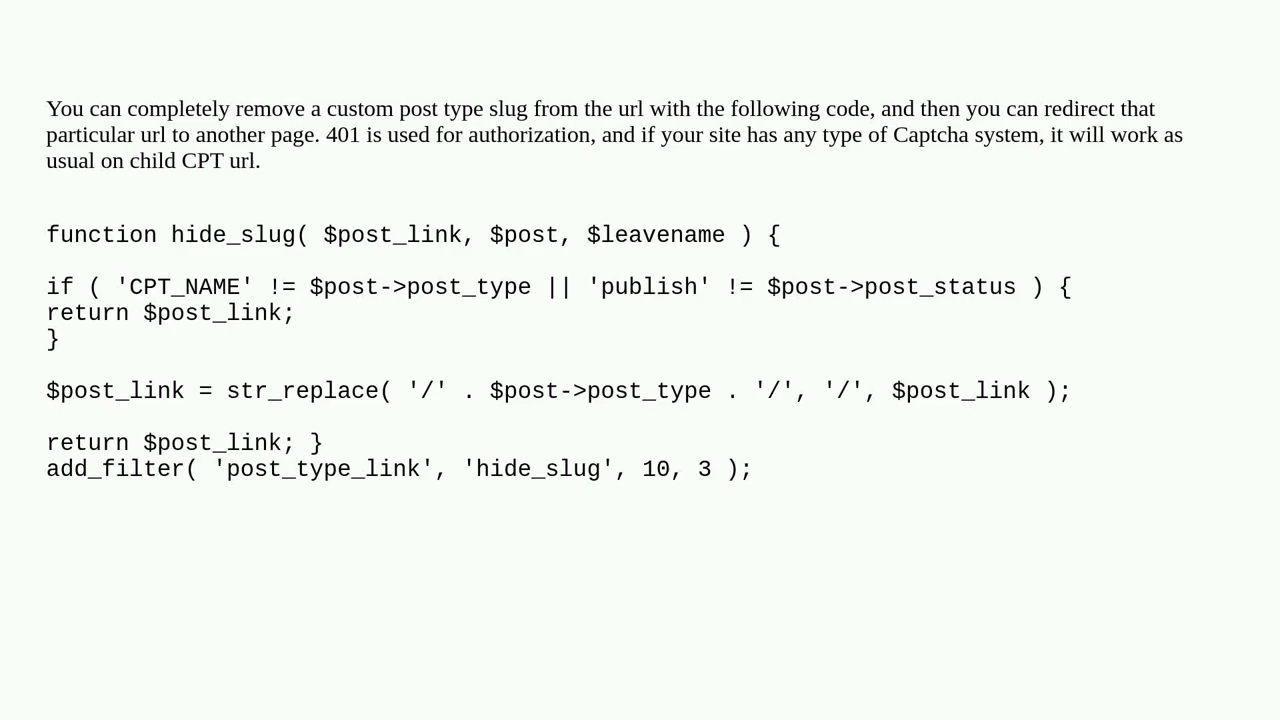 You can completely remove a custom post type slug from the url with the following code, and then you can redirect that
particular url to another page. 401 is used for authorization, and if your site has any type of Captcha system, it will work as
usual on child CPT url.
function hide_slug( $post_link, $post, $leavename ) {
if ( 'CPT_NAME' != $post->post_type || 'publish' != $post->post_status ) {
return $post_link;
}
$post_link = str_replace( '/' . $post->post_type . '/', '/', $post_link );
return $post_link; }
add_filter( 'post_type_link', 'hide_slug', 10, 3 );